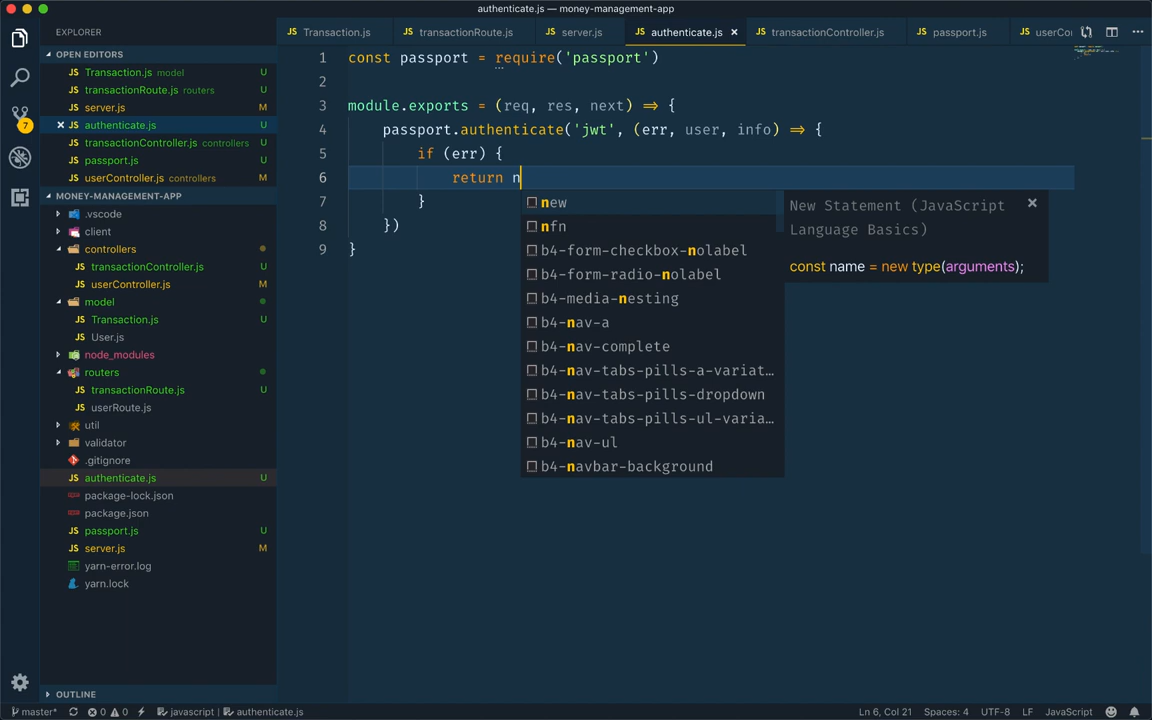 authenticate.js — money-management-app
EXPLORER
OPEN EDITORS
JS Transaction.js model U
JS transactionRoute.js routers U
JS server.js M
JS authenticate.js U
JS transactionController.js controllers U
JS passport.js U
JS userController.js controllers M
MONEY-MANAGEMENT-APP
.vscode
client
controllers
JS transactionController.js U
JS userController.js M
model
JS Transaction.js U
JS User.js
node_modules
routers
JS transactionRoute.js U
JS userRoute.js
util
validator
.gitignore
JS authenticate.js U
package-lock.json
package.json
JS passport.js U
JS server.js M
yarn-error.log
yarn.lock
OUTLINE
7
JS Transaction.js JS transactionRoute.js JS server.js JS authenticate.js × JS transactionController.js JS passport.js JS userCo
1 const passport = require('passport')
2
3 module.exports = (req, res, next) => {
4 passport.authenticate('jwt', (err, user, info) => {
5 if (err) {
6 return n
7 }
8 })
9 }
new
nfn
b4-form-checkbox-nolabel
b4-form-radio-nolabel
b4-media-nesting
b4-nav-a
b4-nav-complete
b4-nav-tabs-pills-a-variat…
b4-nav-tabs-pills-dropdown
b4-nav-tabs-pills-ul-varia…
b4-nav-ul
b4-navbar-background
New Statement (JavaScript
Language Basics)
const name = new type(arguments);
master* 0 0 javascript | authenticate.js Ln 6, Col 21 Spaces: 4 UTF-8 LF JavaScript